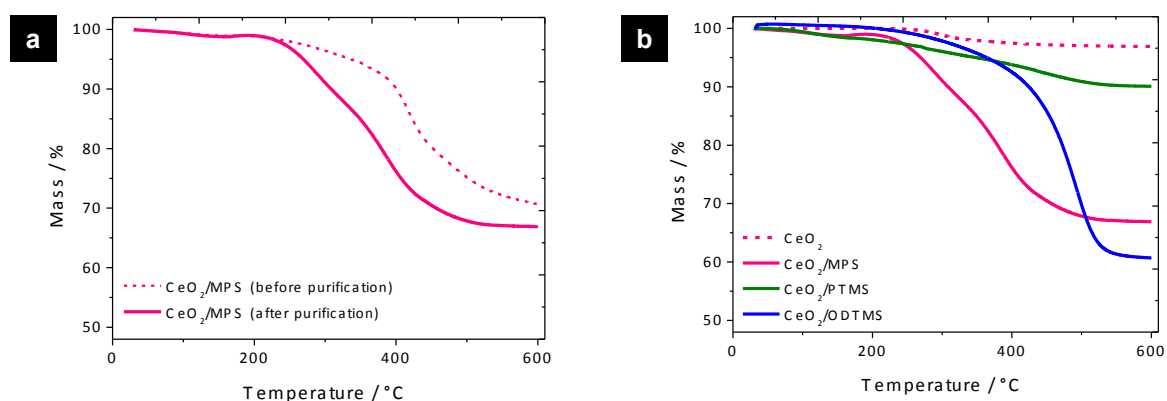 a
100
90
80
70
60
50
Mass / %
CeO2/MPS (before purification)
CeO2/MPS (after purification)
0
200
400
600
Temperature / °C
b
100
90
80
70
60
50
Mass / %
CeO2
CeO2/MPS
CeO2/PTMS
CeO2/ODTMS
0
200
400
600
Temperature / °C